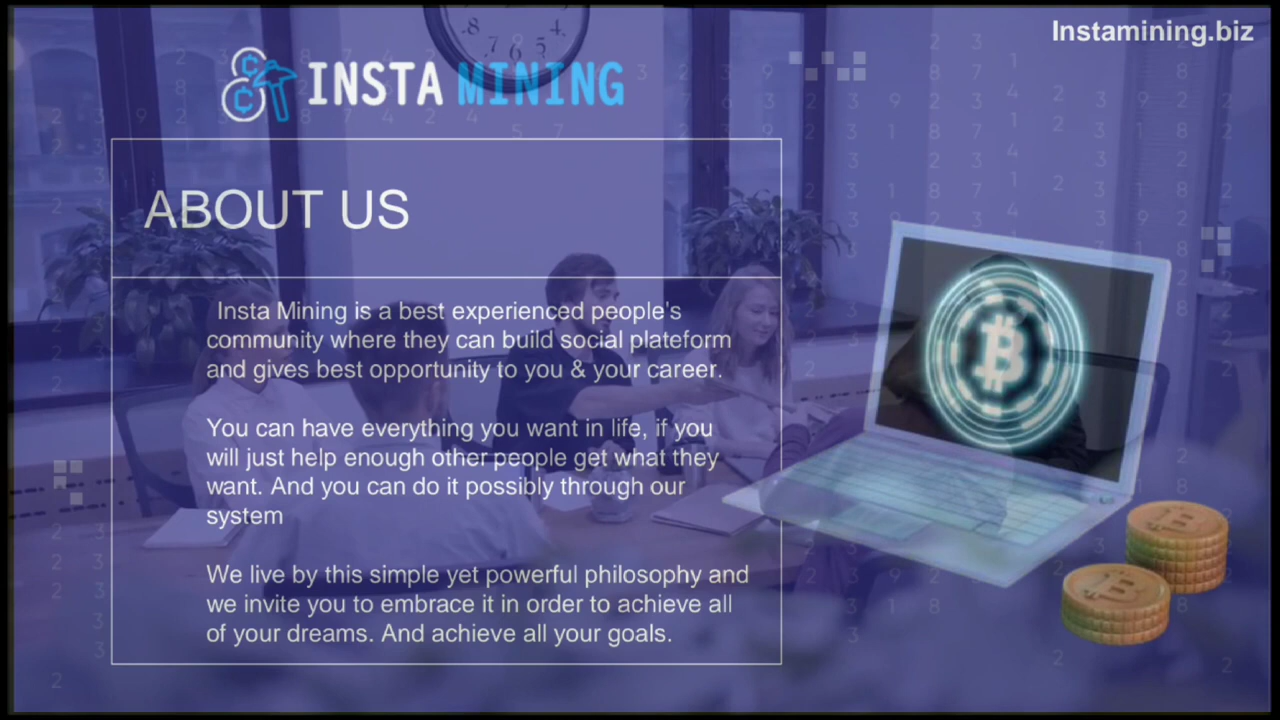 Instamining.biz
INSTA MINING
ABOUT US
Insta Mining is a best experienced people's
community where they can build social plateform
and gives best opportunity to you & your career.
You can have everything you want in life, if you
will just help enough other people get what they
want. And you can do it possibly through our
system
We live by this simple yet powerful philosophy and
we invite you to embrace it in order to achieve all
of your dreams. And achieve all your goals.